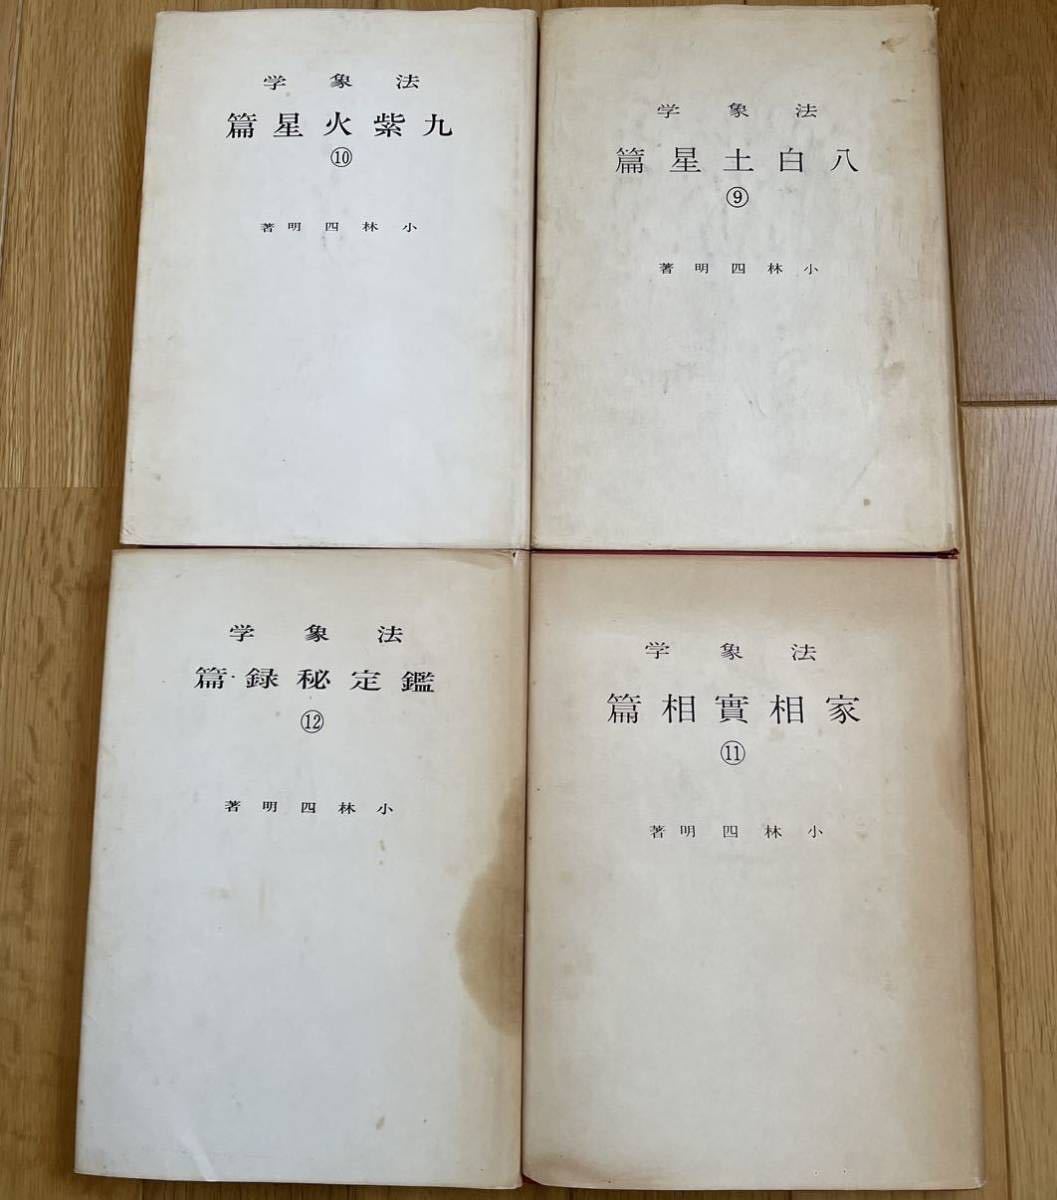 法象学
八白土星篇
⑨
小林四明著
法象学
九紫火星篇
⑩
小林四明著
法象学
家相實相篇
⑪
小林四明著
法象学
鑑定秘録篇
⑫
小林四明著